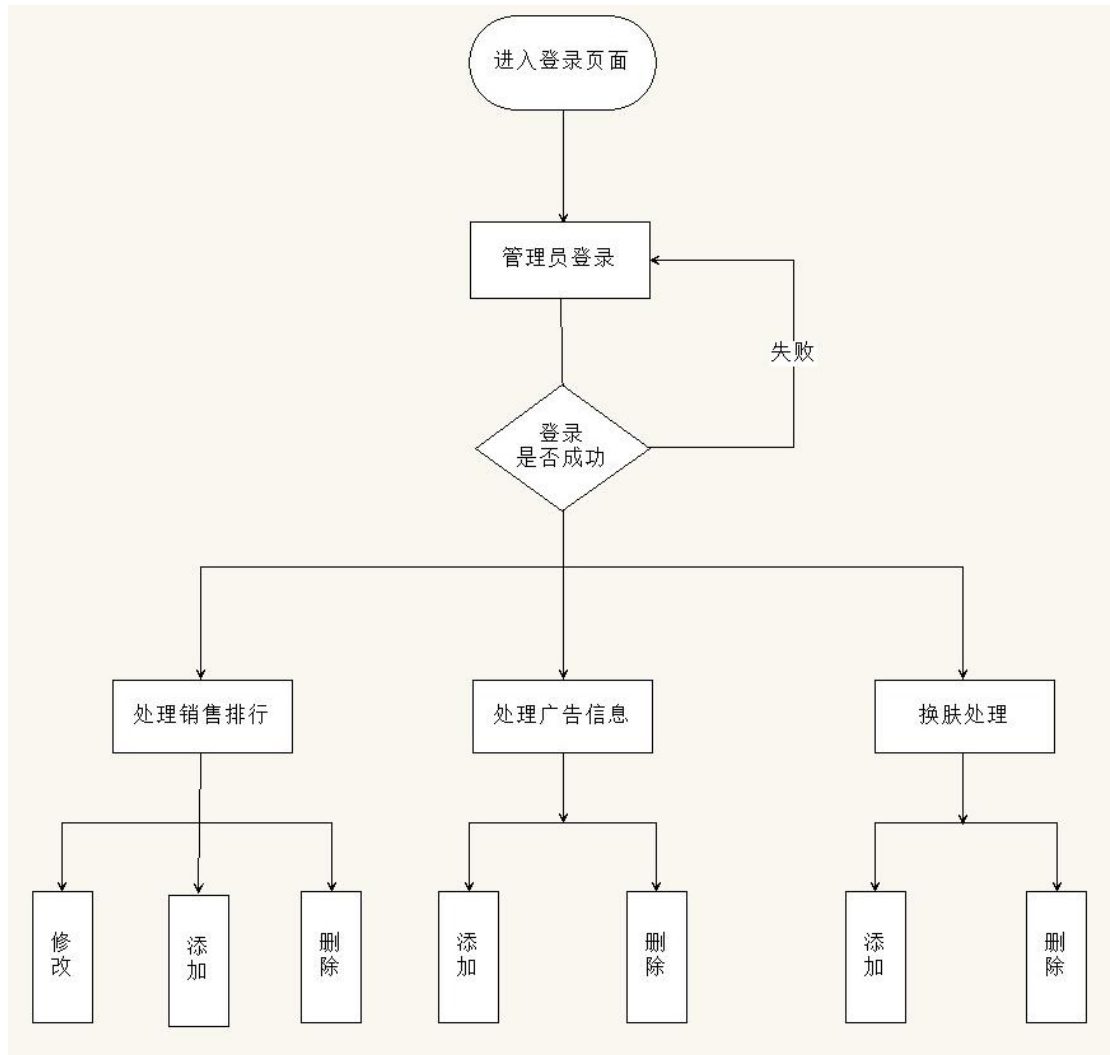 进入登录页面
管理员登录
失败
登录
是否成功
处理销售排行
处理广告信息
换肤处理
修
改
添
加
删
除
添
加
删
除
添
加
删
除